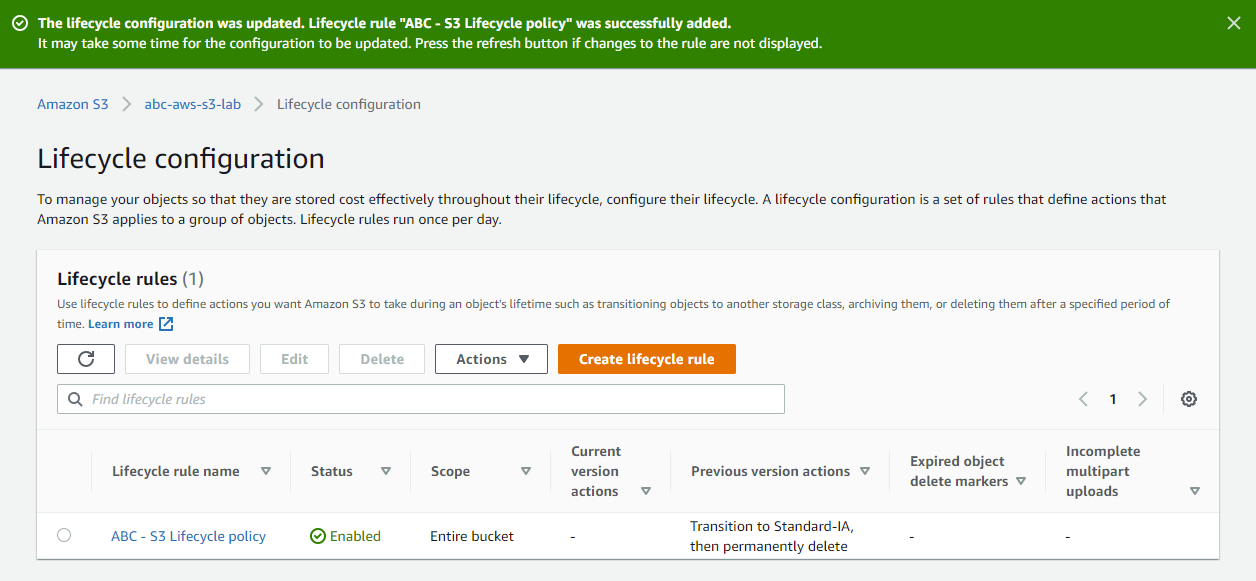 The lifecycle configuration was updated. Lifecycle rule "ABC - S3 Lifecycle policy" was successfully added.
It may take some time for the configuration to be updated. Press the refresh button if changes to the rule are not displayed.
Amazon S3 > abc-aws-s3-lab > Lifecycle configuration
Lifecycle configuration
To manage your objects so that they are stored cost effectively throughout their lifecycle, configure their lifecycle. A lifecycle configuration is a set of rules that define actions that
Amazon S3 applies to a group of objects. Lifecycle rules run once per day.
Lifecycle rules (1)
Use lifecycle rules to define actions you want Amazon S3 to take during an object's lifetime such as transitioning objects to another storage class, archiving them, or deleting them after a specified period of
time. Learn more
View details Edit Delete Actions Create lifecycle rule
Find lifecycle rules 1
Lifecycle rule name Status Scope
Current
version
actions
Previous version actions
Expired object
delete markers
Incomplete
multipart
uploads
ABC - S3 Lifecycle policy Enabled Entire bucket -
Transition to Standard-IA,
then permanently delete
- -